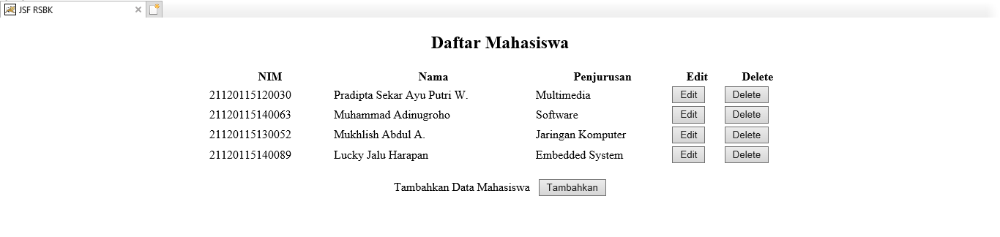 JSF RSBK
Daftar Mahasiswa
NIM Nama Penjurusan Edit Delete
21120115120030 Pradipta Sekar Ayu Putri W. Multimedia Edit Delete
21120115140063 Muhammad Adinugroho Software Edit Delete
21120115130052 Mukhlish Abdul A. Jaringan Komputer Edit Delete
21120115140089 Lucky Jalu Harapan Embedded System Edit Delete
Tambahkan Data Mahasiswa Tambahkan